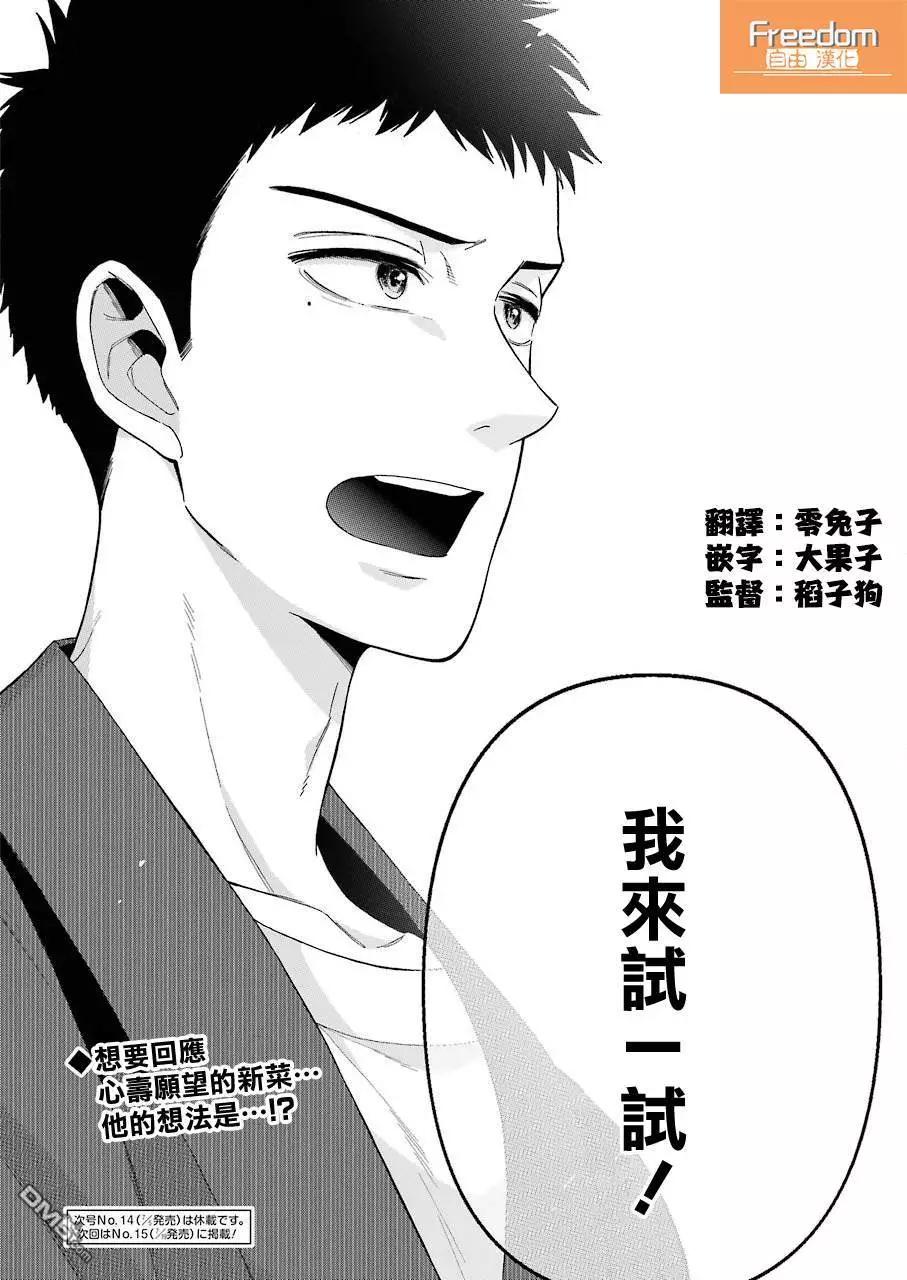 Freedom
自由 漢化
翻譯：零兔子
嵌字：大果子
監督：稻子狗
我來試一試！
◆想要回應
心壽願望的新菜…
他的想法是…!?
次号No.14(発売)は休載です。
次回はNo.15(発売)に掲載！